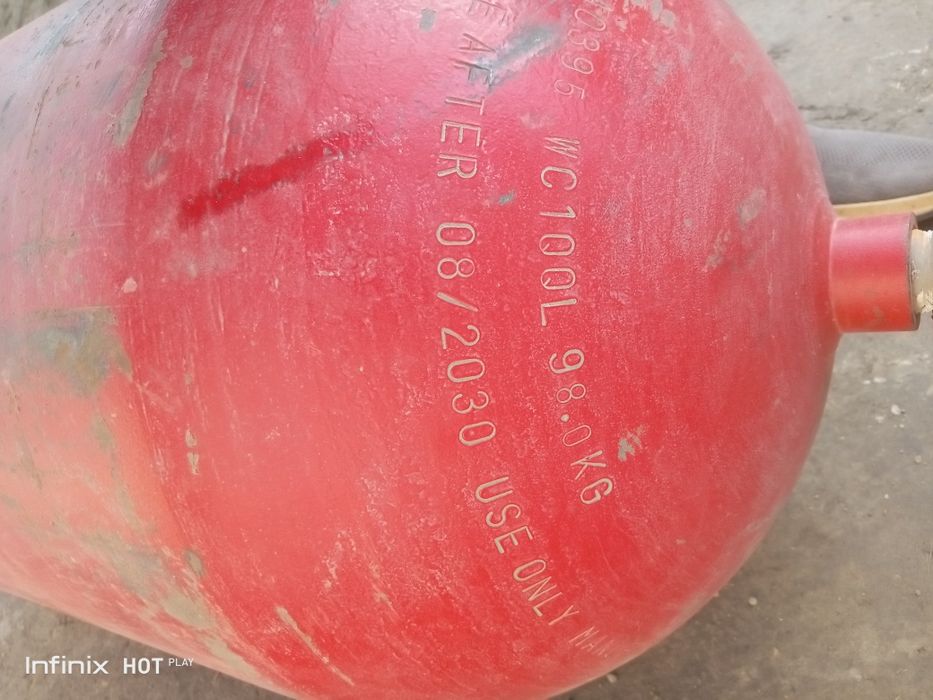 AFTER 08/2030 USE ONLY
0395 WC100L 98.0KG
Infinix HOT PLAY